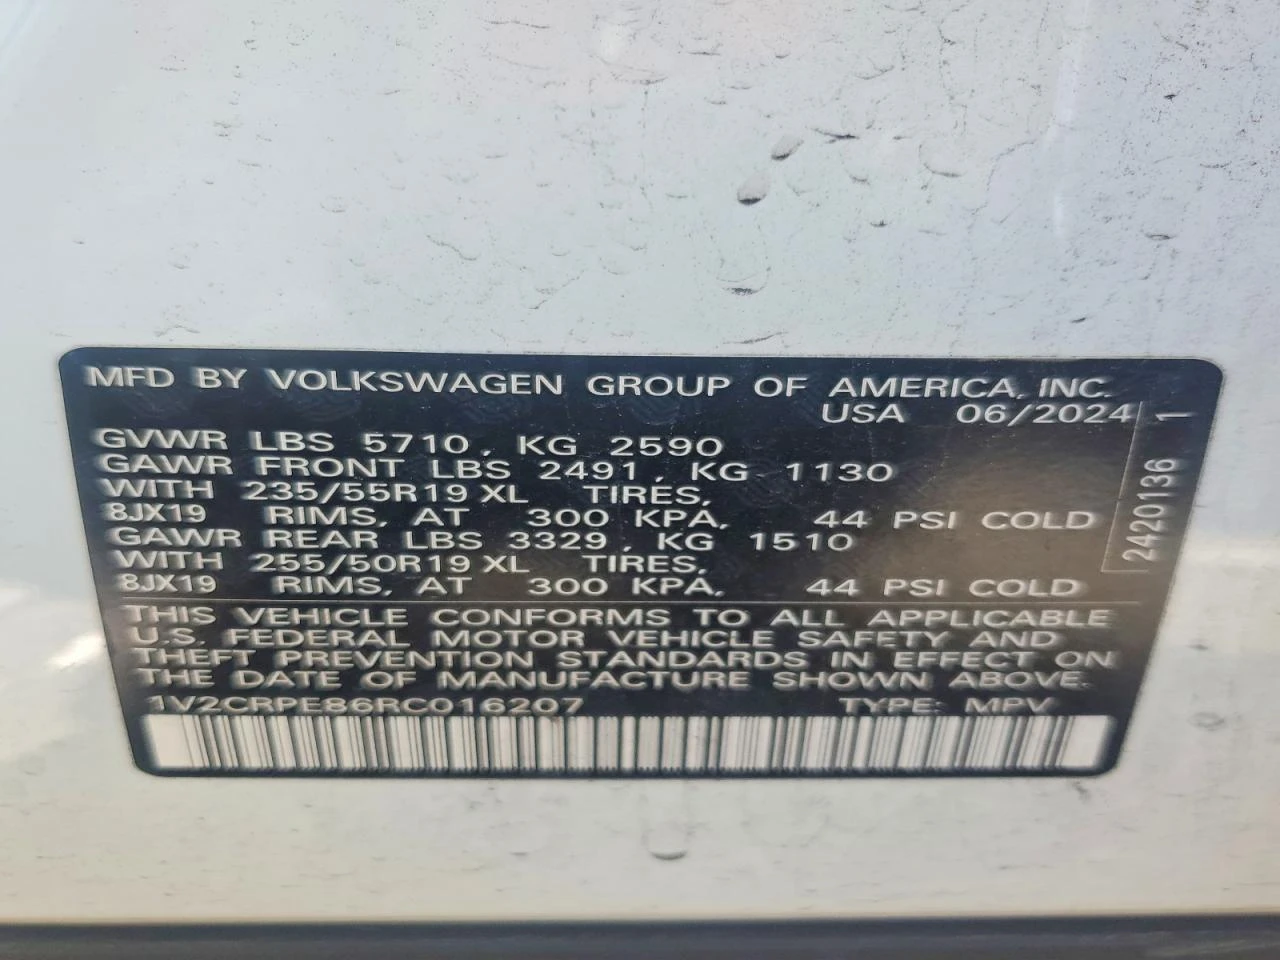 MFD BY VOLKSWAGEN GROUP OF AMERICA, INC.
USA 06/2024
GVWR LBS 5710, KG 2590
GAWR FRONT LBS 2491, KG 1130
WITH 235/55R19 XL TIRES,
8JX19 RIMS, AT 300 KPA, 44 PSI COLD
GAWR REAR LBS 3329, KG 1510
WITH 255/50R19 XL TIRES,
8JX19 RIMS, AT 300 KPA, 44 PSI COLD
THIS VEHICLE CONFORMS TO ALL APPLICABLE
U.S. FEDERAL MOTOR VEHICLE SAFETY AND
THEFT PREVENTION STANDARDS IN EFFECT ON
THE DATE OF MANUFACTURE SHOWN ABOVE.
1V2CRPE86RC016207 TYPE: MPV
2420136 1